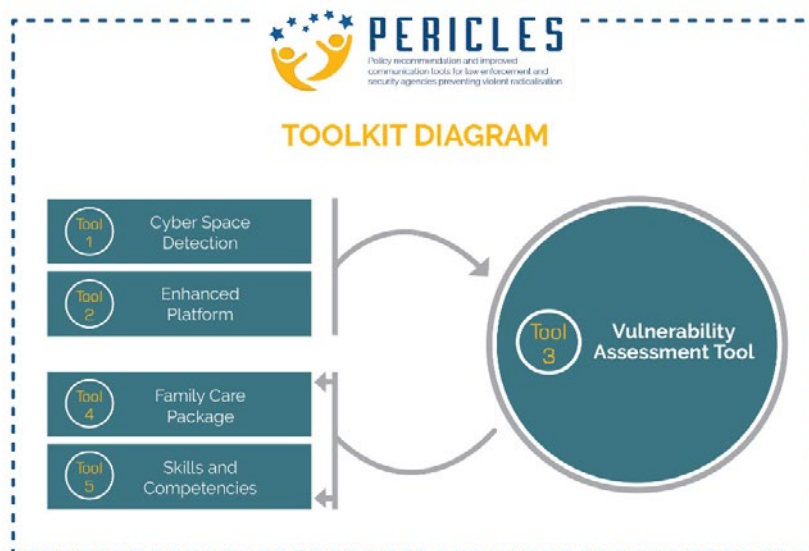 PERICLES
Policy recommendation and improved
communication tools for law enforcement and
security agencies preventing violent radicalisation
TOOLKIT DIAGRAM
Tool
1
Cyber Space
Detection
Tool
2
Enhanced
Platform
Tool
3
Vulnerability
Assessment Tool
Tool
4
Family Care
Package
Tool
5
Skills and
Competencies